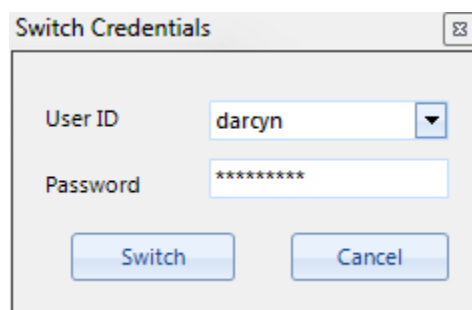 Switch Credentials
User ID darcyn
Password *********
Switch Cancel